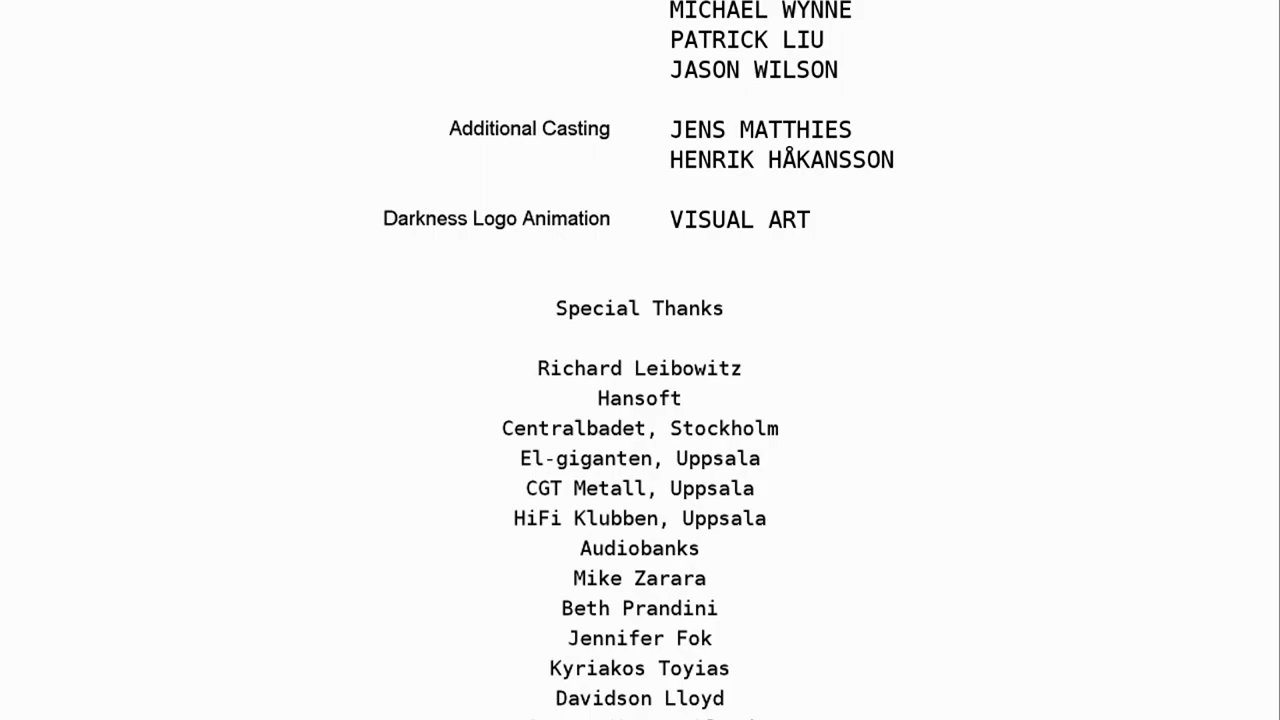 MICHAEL WYNNE
PATRICK LIU
JASON WILSON
Additional Casting JENS MATTHIES
HENRIK HÅKANSSON
Darkness Logo Animation VISUAL ART
Special Thanks
Richard Leibowitz
Hansoft
Centralbadet, Stockholm
El-giganten, Uppsala
CGT Metall, Uppsala
HiFi Klubben, Uppsala
Audiobanks
Mike Zarara
Beth Prandini
Jennifer Fok
Kyriakos Toyias
Davidson Lloyd